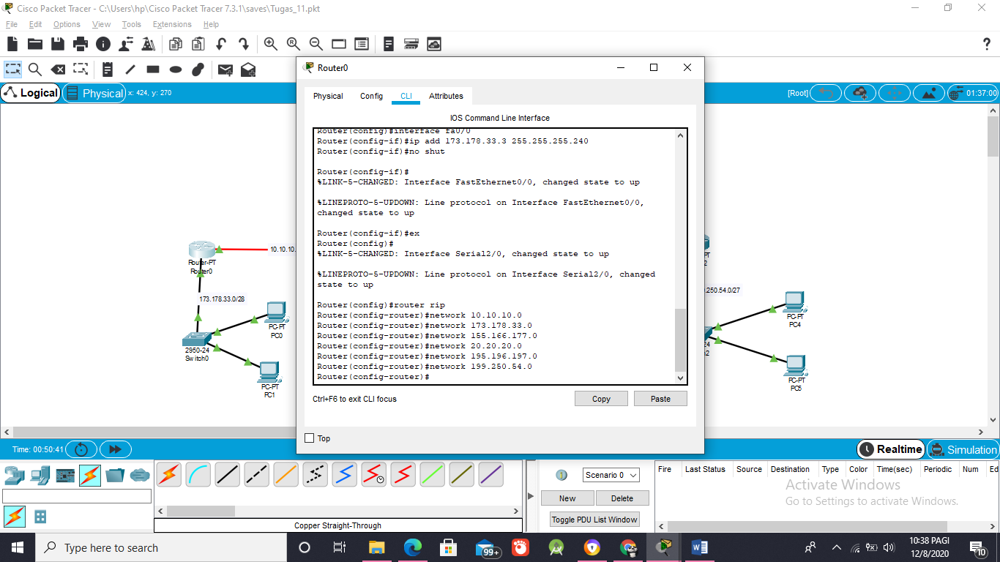 Cisco Packet Tracer - C:\Users\hp\Cisco Packet Tracer 7.3.1\saves\Tugas_11.pkt
File Edit Options View Tools Extensions Help
?
Logical Physical x: 424, y: 270
[Root] 01:37:00
Router0
Physical Config CLI Attributes
IOS Command Line Interface
Router(config)#interface fa0/0
Router(config-if)#ip add 173.178.33.3 255.255.255.240
Router(config-if)#no shut
Router(config-if)#
%LINK-5-CHANGED: Interface FastEthernet0/0, changed state to up
%LINEPROTO-5-UPDOWN: Line protocol on Interface FastEthernet0/0,
changed state to up
Router(config-if)#ex
Router(config)#
%LINK-5-CHANGED: Interface Serial2/0, changed state to up
%LINEPROTO-5-UPDOWN: Line protocol on Interface Serial2/0, changed
state to up
Router(config)#router rip
Router(config-router)#network 10.10.10.0
Router(config-router)#network 173.178.33.0
Router(config-router)#network 155.166.177.0
Router(config-router)#network 20.20.20.0
Router(config-router)#network 195.196.197.0
Router(config-router)#network 199.250.54.0
Router(config-router)#
Ctrl+F6 to exit CLI focus
Copy Paste
Top
10.10.10.
Router-PT
Router0
173.178.33.0/28
PC-PT
PC0
2950-24
Switch0
PC-PT
PC1
.250.54.0/27
PC-PT
PC4
PC-PT
PC5
Time: 00:50:41
Realtime Simulation
Scenario 0
New Delete
Toggle PDU List Window
Fire Last Status Source Destination Type Color Time(sec) Periodic Num Ed
Activate Windows
Go to Settings to activate Windows.
Copper Straight-Through
Type here to search
99+
10:38 PAGI
12/8/2020
10